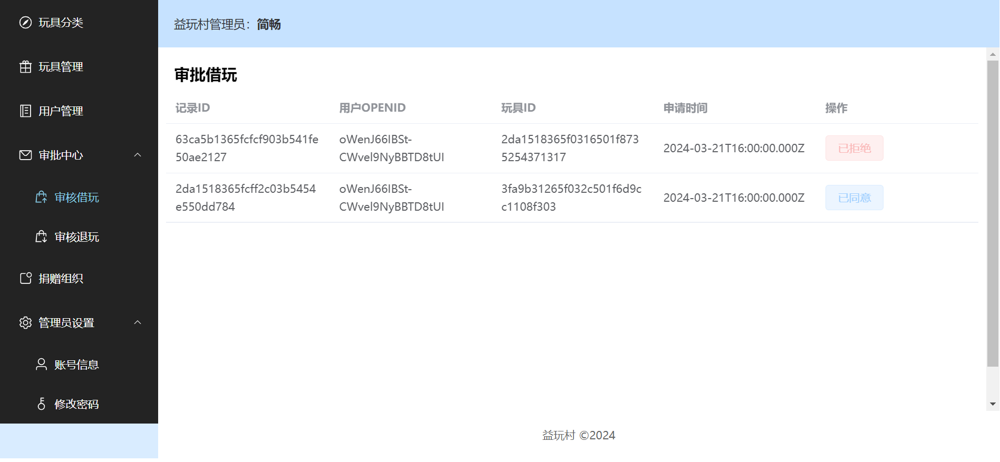 玩具分类
玩具管理
用户管理
审批中心
审核借玩
审核退玩
捐赠组织
管理员设置
账号信息
修改密码
益玩村管理员：简畅
审批借玩
记录ID 用户OPENID 玩具ID 申请时间 操作
63ca5b1365fcfcf903b541fe50ae2127 oWenJ66IBSt-CWvel9NyBBTD8tUI 2da1518365f0316501f8735254371317 2024-03-21T16:00:00.000Z 已拒绝
2da1518365fcff2c03b5454e550dd784 oWenJ66IBSt-CWvel9NyBBTD8tUI 3fa9b31265f032c501f6d9cc1108f303 2024-03-21T16:00:00.000Z 已同意
益玩村 ©2024